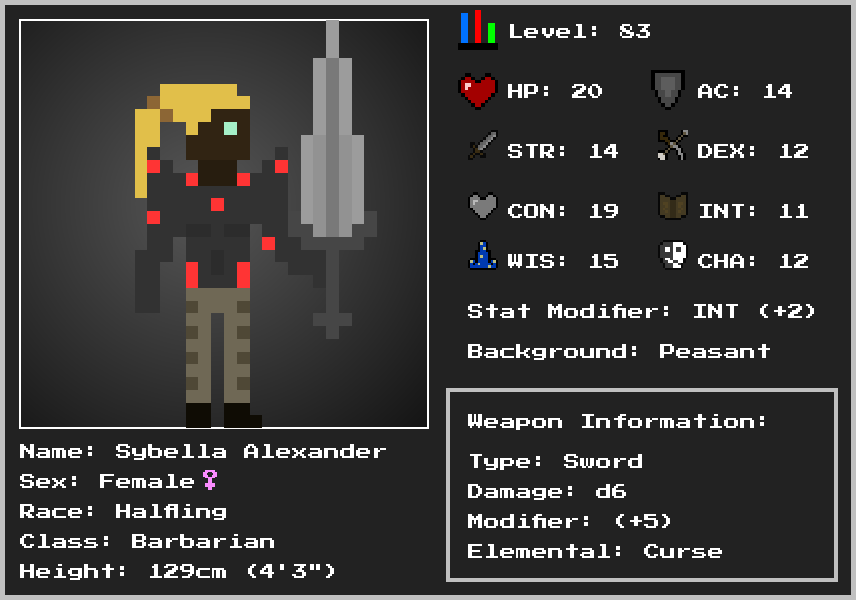 Level: 83
HP: 20
AC: 14
STR: 14
DEX: 12
CON: 19
INT: 11
WIS: 15
CHA: 12
Stat Modifier: INT (+2)
Background: Peasant
Weapon Information:
Type: Sword
Damage: d6
Modifier: (+5)
Elemental: Curse
Name: Sybella Alexander
Sex: Female♀
Race: Halfling
Class: Barbarian
Height: 129cm (4'3")